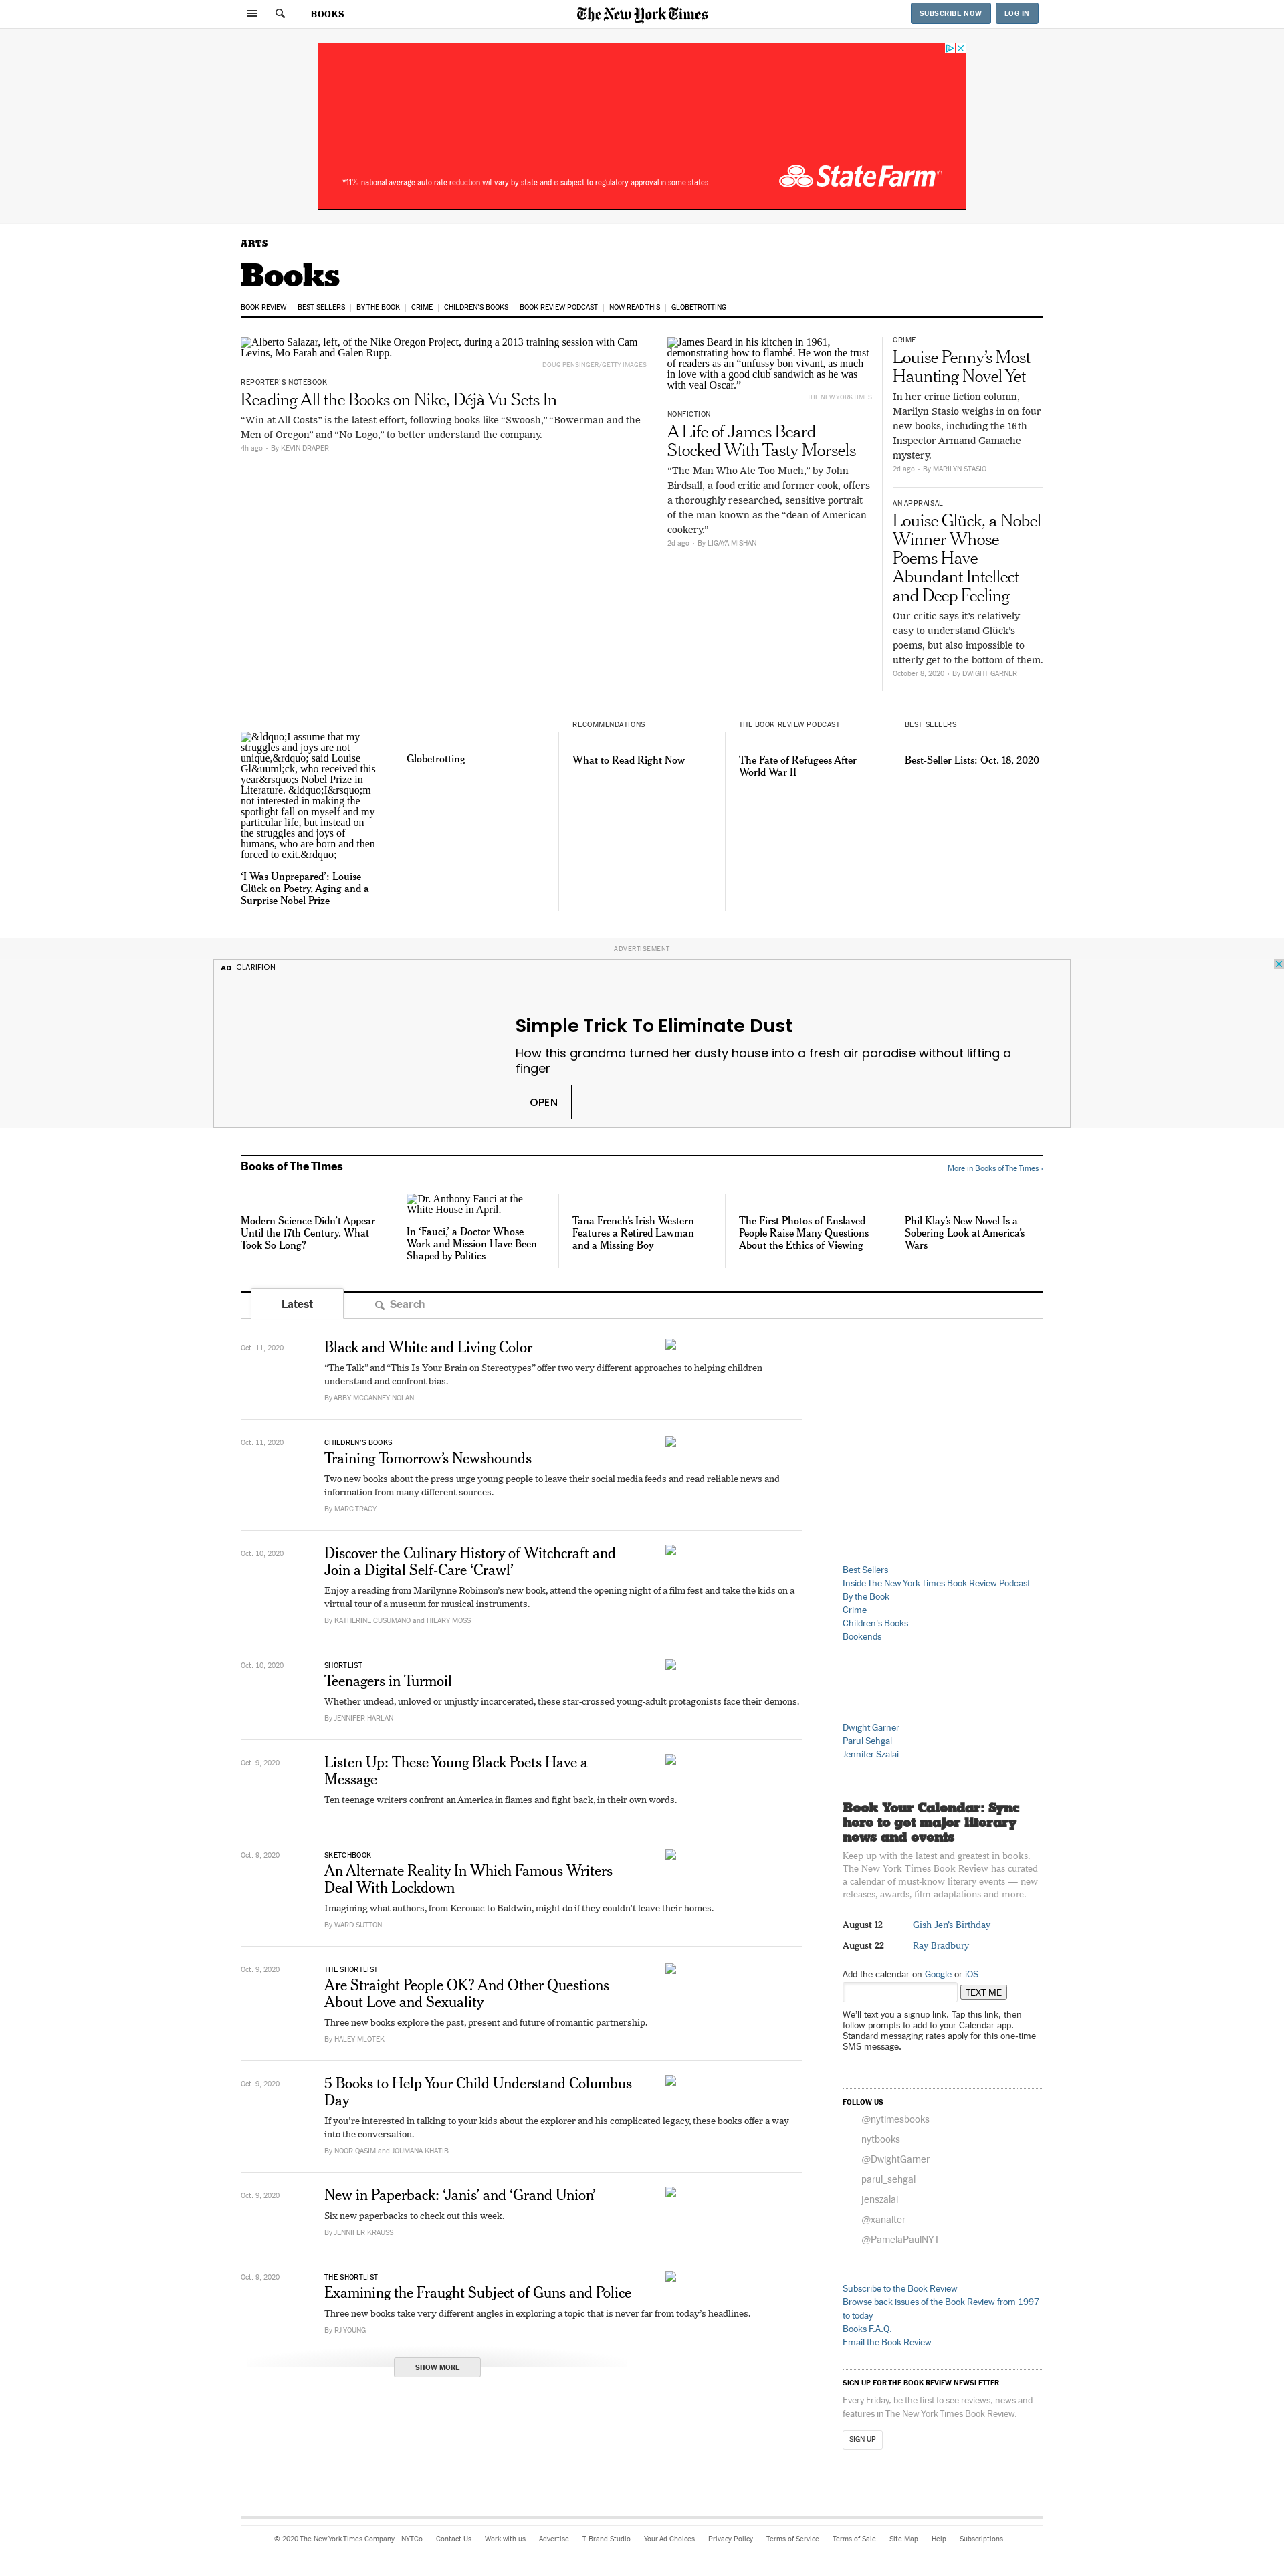 BOOKS
The New York Times
SUBSCRIBE NOW
LOG IN
*11% national average auto rate reduction will vary by state and is subject to regulatory approval in some states.
StateFarm®
ARTS
Books
BOOK REVIEW
BEST SELLERS
BY THE BOOK
CRIME
CHILDREN'S BOOKS
BOOK REVIEW PODCAST
NOW READ THIS
GLOBETROTTING
Alberto Salazar, left, of the Nike Oregon Project, during a 2013 training session with Cam
Levins, Mo Farah and Galen Rupp.
DOUG PENSINGER/GETTY IMAGES
REPORTER'S NOTEBOOK
Reading All the Books on Nike, Déjà Vu Sets In
“Win at All Costs” is the latest effort, following books like “Swoosh,” “Bowerman and the
Men of Oregon” and “No Logo,” to better understand the company.
4h ago • By KEVIN DRAPER
James Beard in his kitchen in 1961,
demonstrating how to flambé. He won the trust
of readers as an “unfussy bon vivant, as much
in love with a good club sandwich as he was
with veal Oscar.”
THE NEW YORK TIMES
NONFICTION
A Life of James Beard
Stocked With Tasty Morsels
“The Man Who Ate Too Much,” by John
Birdsall, a food critic and former cook, offers
a thoroughly researched, sensitive portrait
of the man known as the “dean of American
cookery.”
2d ago • By LIGAYA MISHAN
CRIME
Louise Penny’s Most
Haunting Novel Yet
In her crime fiction column,
Marilyn Stasio weighs in on four
new books, including the 16th
Inspector Armand Gamache
mystery.
2d ago • By MARILYN STASIO
AN APPRAISAL
Louise Glück, a Nobel
Winner Whose
Poems Have
Abundant Intellect
and Deep Feeling
Our critic says it’s relatively
easy to understand Glück’s
poems, but also impossible to
utterly get to the bottom of them.
October 8, 2020 • By DWIGHT GARNER
&ldquo;I assume that my
struggles and joys are not
unique,&rdquo; said Louise
Gl&uuml;ck, who received this
year&rsquo;s Nobel Prize in
Literature. &ldquo;I&rsquo;m
not interested in making the
spotlight fall on myself and my
particular life, but instead on
the struggles and joys of
humans, who are born and then
forced to exit.&rdquo;
‘I Was Unprepared’: Louise
Glück on Poetry, Aging and a
Surprise Nobel Prize
Globetrotting
RECOMMENDATIONS
What to Read Right Now
THE BOOK REVIEW PODCAST
The Fate of Refugees After
World War II
BEST SELLERS
Best-Seller Lists: Oct. 18, 2020
ADVERTISEMENT
AD CLARIFION
Simple Trick To Eliminate Dust
How this grandma turned her dusty house into a fresh air paradise without lifting a
finger
OPEN
Books of The Times
More in Books of The Times ›
Modern Science Didn’t Appear
Until the 17th Century. What
Took So Long?
Dr. Anthony Fauci at the
White House in April.
In ‘Fauci,’ a Doctor Whose
Work and Mission Have Been
Shaped by Politics
Tana French’s Irish Western
Features a Retired Lawman
and a Missing Boy
The First Photos of Enslaved
People Raise Many Questions
About the Ethics of Viewing
Phil Klay’s New Novel Is a
Sobering Look at America’s
Wars
Latest
Search
Oct. 11, 2020
Black and White and Living Color
“The Talk” and “This Is Your Brain on Stereotypes” offer two very different approaches to helping children
understand and confront bias.
By ABBY MCGANNEY NOLAN
Oct. 11, 2020
CHILDREN’S BOOKS
Training Tomorrow’s Newshounds
Two new books about the press urge young people to leave their social media feeds and read reliable news and
information from many different sources.
By MARC TRACY
Oct. 10, 2020
Discover the Culinary History of Witchcraft and
Join a Digital Self-Care ‘Crawl’
Enjoy a reading from Marilynne Robinson’s new book, attend the opening night of a film fest and take the kids on a
virtual tour of a museum for musical instruments.
By KATHERINE CUSUMANO and HILARY MOSS
Oct. 10, 2020
SHORTLIST
Teenagers in Turmoil
Whether undead, unloved or unjustly incarcerated, these star-crossed young-adult protagonists face their demons.
By JENNIFER HARLAN
Oct. 9, 2020
Listen Up: These Young Black Poets Have a
Message
Ten teenage writers confront an America in flames and fight back, in their own words.
Oct. 9, 2020
SKETCHBOOK
An Alternate Reality In Which Famous Writers
Deal With Lockdown
Imagining what authors, from Kerouac to Baldwin, might do if they couldn’t leave their homes.
By WARD SUTTON
Oct. 9, 2020
THE SHORTLIST
Are Straight People OK? And Other Questions
About Love and Sexuality
Three new books explore the past, present and future of romantic partnership.
By HALEY MLOTEK
Oct. 9, 2020
5 Books to Help Your Child Understand Columbus
Day
If you’re interested in talking to your kids about the explorer and his complicated legacy, these books offer a way
into the conversation.
By NOOR QASIM and JOUMANA KHATIB
Oct. 9, 2020
New in Paperback: ‘Janis’ and ‘Grand Union’
Six new paperbacks to check out this week.
By JENNIFER KRAUSS
Oct. 9, 2020
THE SHORTLIST
Examining the Fraught Subject of Guns and Police
Three new books take very different angles in exploring a topic that is never far from today’s headlines.
By RJ YOUNG
SHOW MORE
Best Sellers
Inside The New York Times Book Review Podcast
By the Book
Crime
Children's Books
Bookends
Dwight Garner
Parul Sehgal
Jennifer Szalai
Book Your Calendar: Sync
here to get major literary
news and events
Keep up with the latest and greatest in books.
The New York Times Book Review has curated
a calendar of must-know literary events — new
releases, awards, film adaptations and more.
August 12 Gish Jen's Birthday
August 22 Ray Bradbury
Add the calendar on Google or iOS
TEXT ME
We'll text you a signup link. Tap this link, then
follow prompts to add to your Calendar app.
Standard messaging rates apply for this one-time
SMS message.
FOLLOW US
@nytimesbooks
nytbooks
@DwightGarner
parul_sehgal
jenszalai
@xanalter
@PamelaPaulNYT
Subscribe to the Book Review
Browse back issues of the Book Review from 1997
to today
Books F.A.Q.
Email the Book Review
SIGN UP FOR THE BOOK REVIEW NEWSLETTER
Every Friday, be the first to see reviews, news and
features in The New York Times Book Review.
SIGN UP
© 2020 The New York Times Company
NYTCo
Contact Us
Work with us
Advertise
T Brand Studio
Your Ad Choices
Privacy Policy
Terms of Service
Terms of Sale
Site Map
Help
Subscriptions